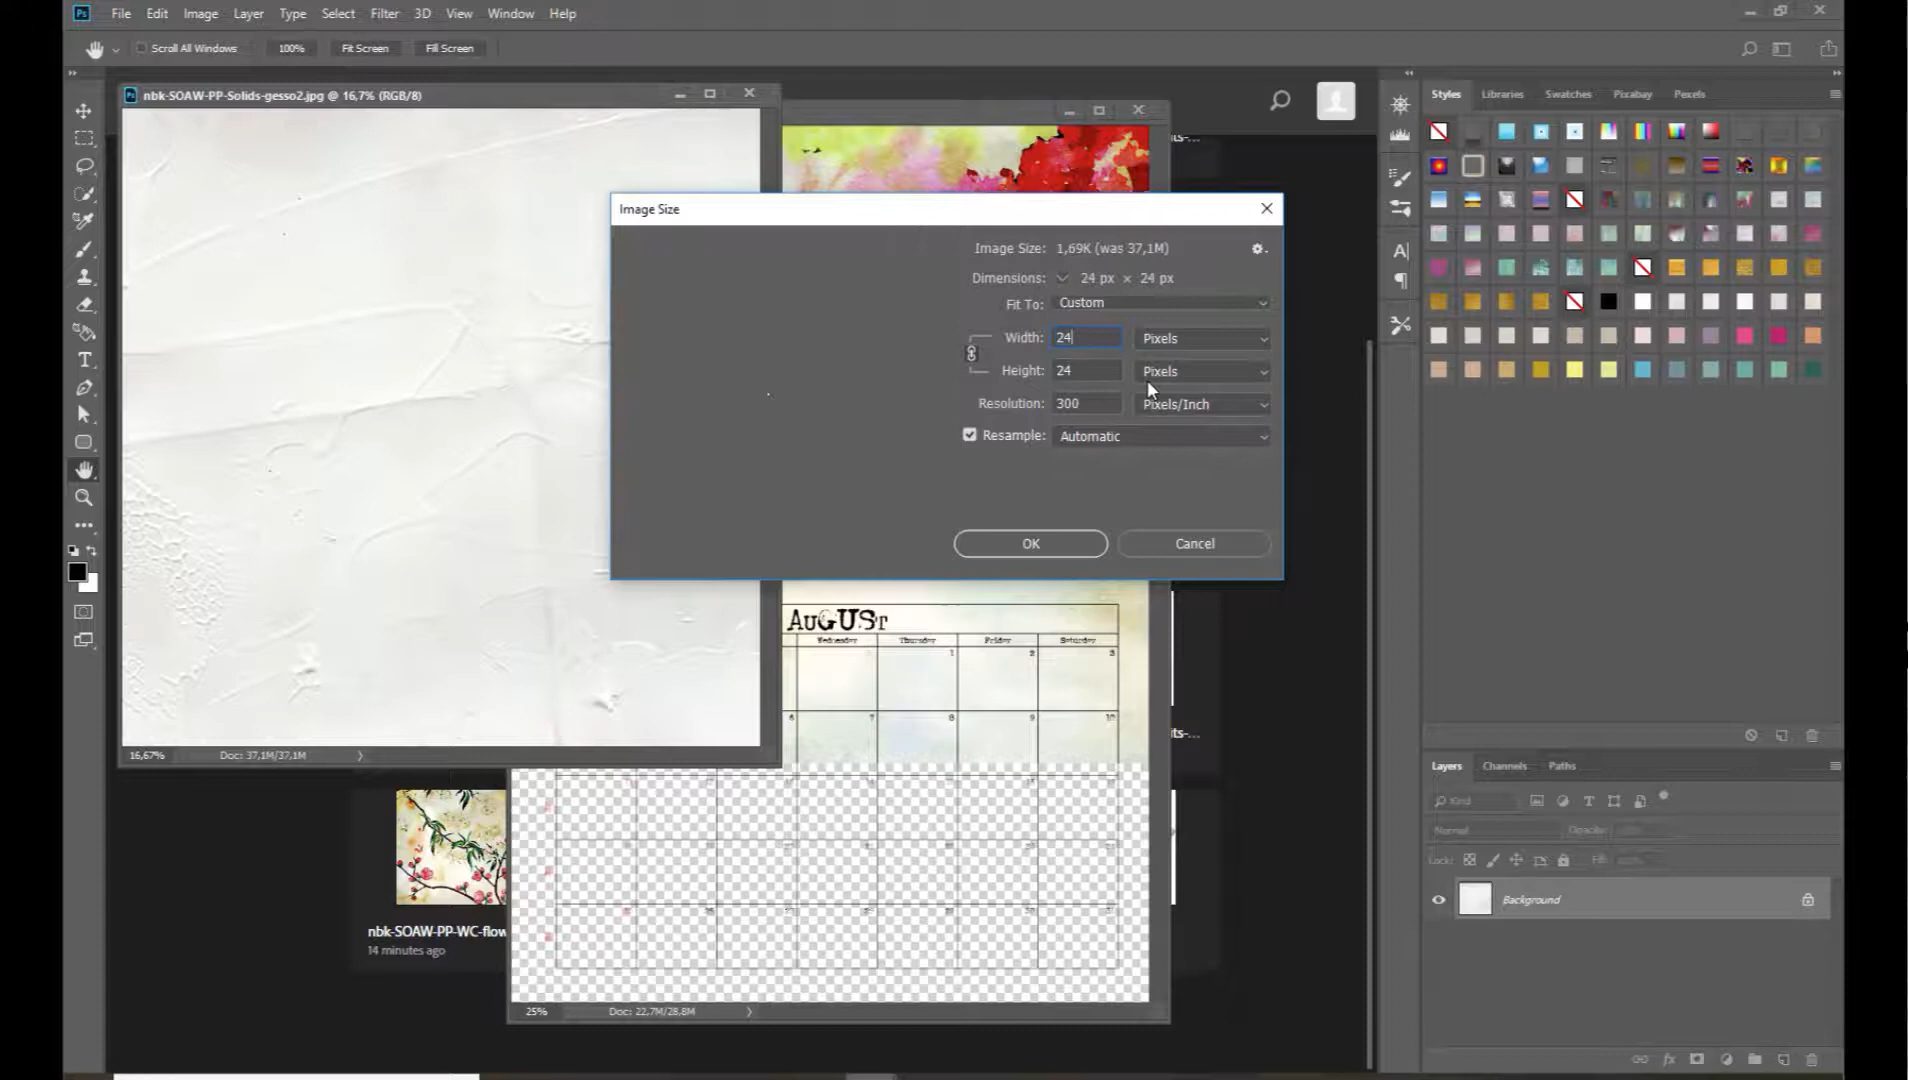 Ps File Edit Image Layer Type Select Filter 3D View Window Help
Scroll All Windows 100% Fit Screen Fill Screen
nbk-SOAW-PP-Solids-gesso2.jpg @ 16,7% (RGB/8)
Styles Libraries Swatches Pixabay Pexels
Image Size
Image Size: 1,69K (was 37,1M)
Dimensions: 24 px × 24 px
Fit To: Custom
Width: 24 Pixels
Height: 24 Pixels
Resolution: 300 Pixels/Inch
Resample: Automatic
OK Cancel
AuGUSt
Wednesday Thursday Friday Saturday
1 2 3
6 7 8 9 10
its-...
16,67% Doc: 37,1M/37,1M
Layers Channels Paths
Kind
Normal Opacity:
Lock: Fill:
Background
nbk-SOAW-PP-WC-flow
14 minutes ago
25% Doc: 22,7M/28,8M